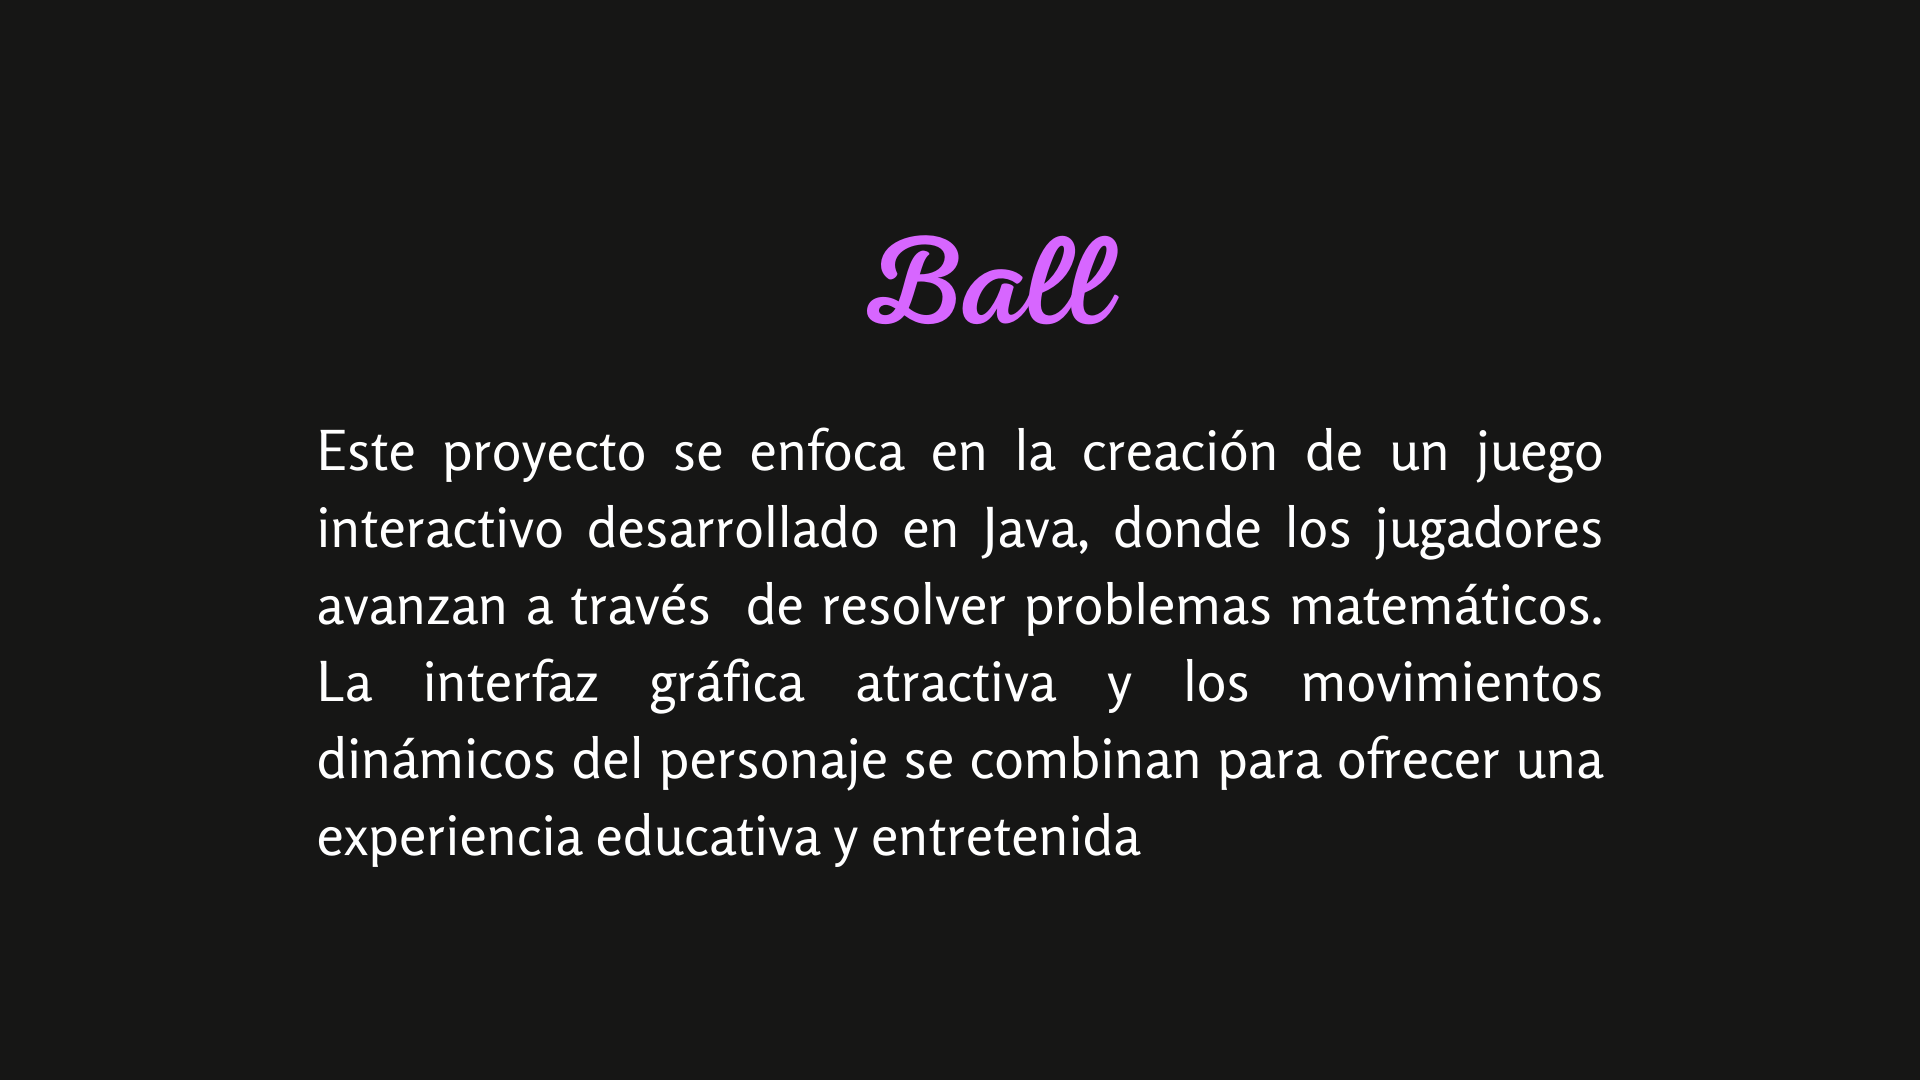 Ball
Este proyecto se enfoca en la creación de un juego
interactivo desarrollado en Java, donde los jugadores
avanzan a través  de resolver problemas matemáticos.
La interfaz gráfica atractiva y los movimientos
dinámicos del personaje se combinan para ofrecer una
experiencia educativa y entretenida